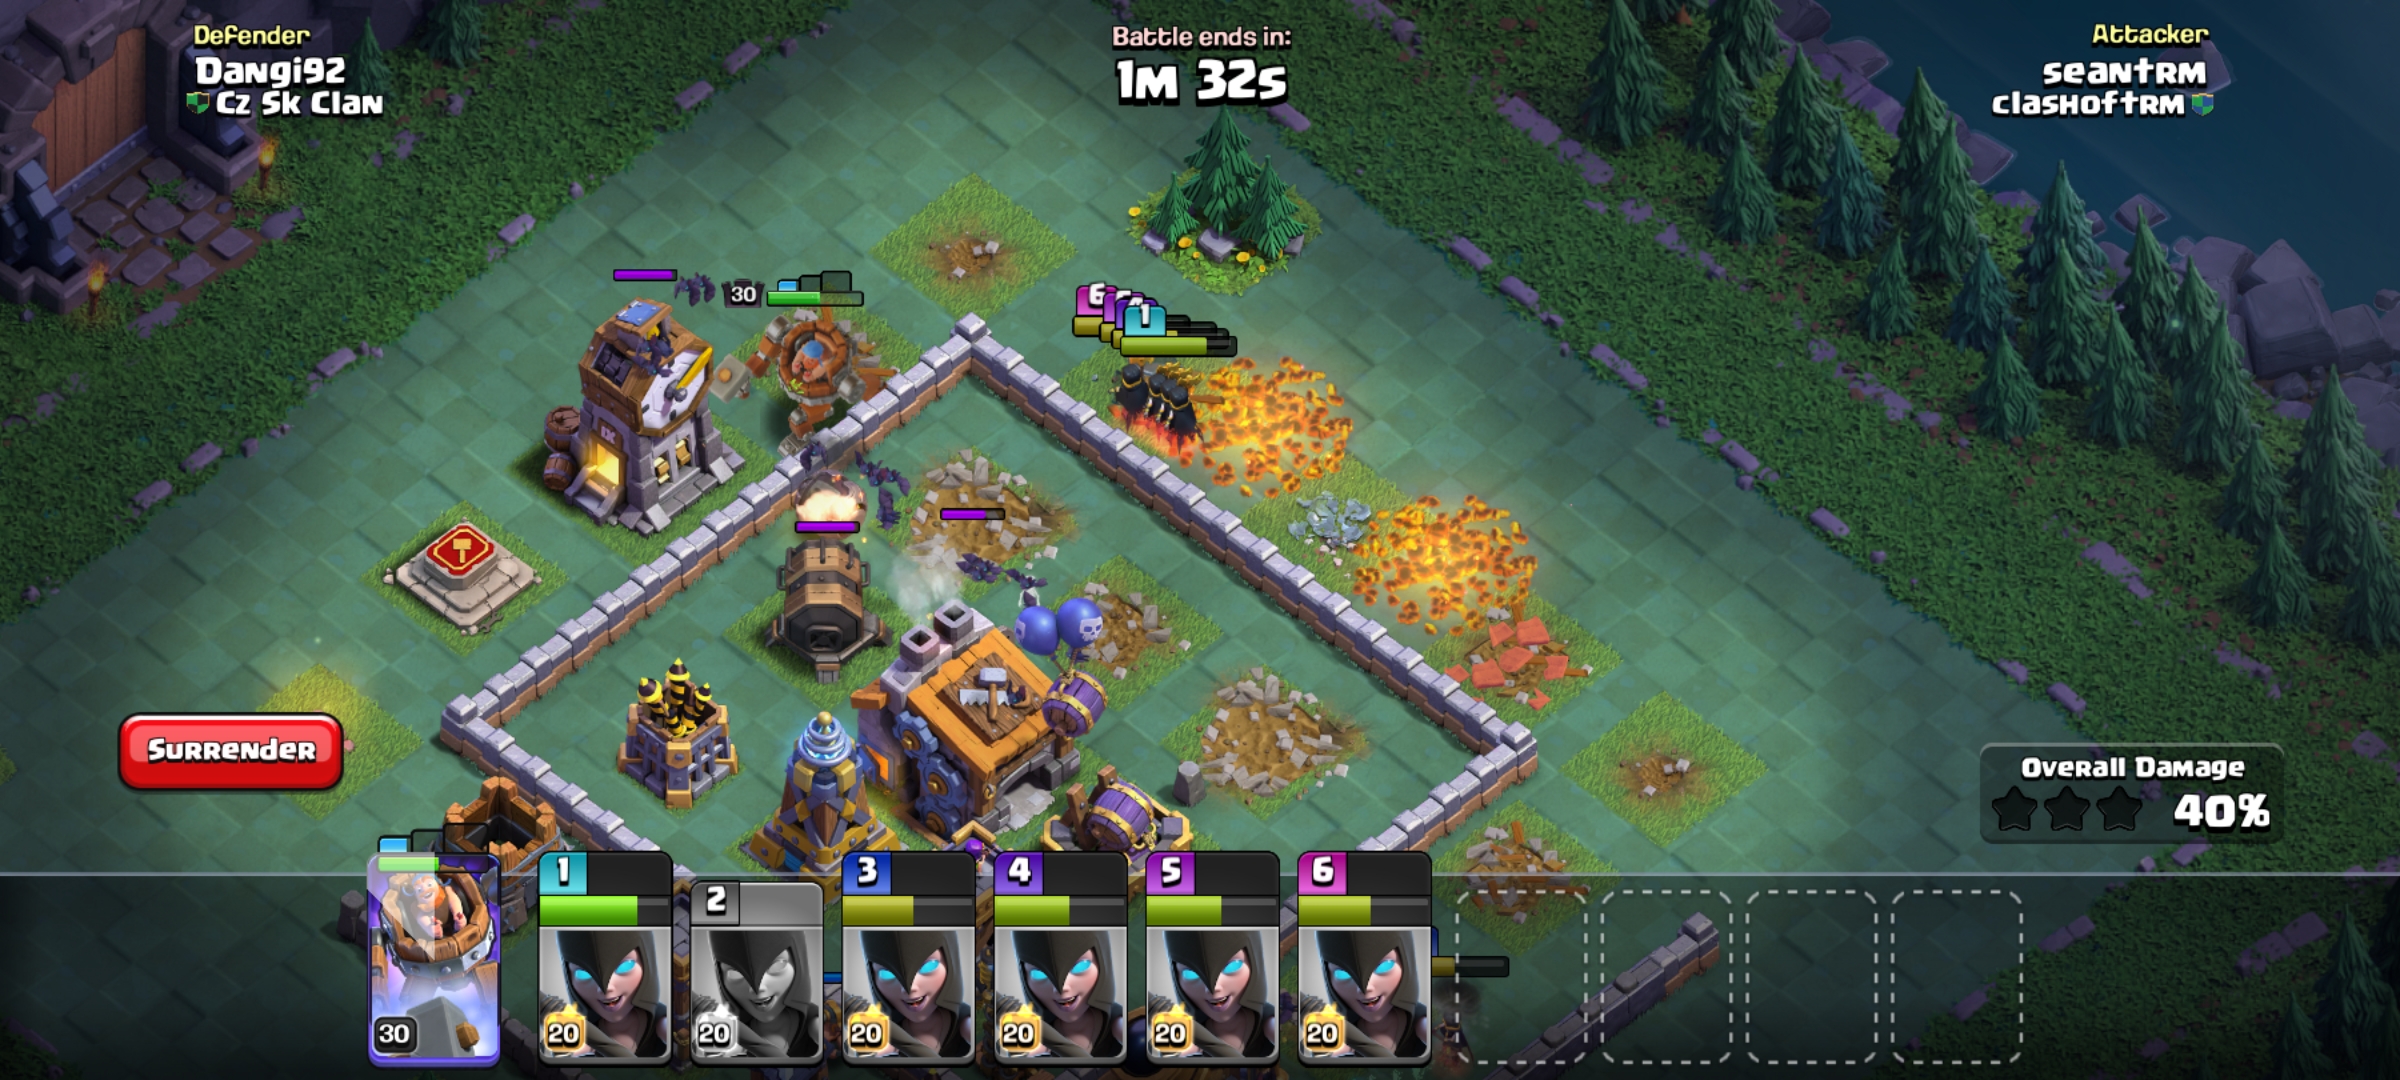 Defender
Dangi92
Cz Sk Clan
Battle ends in:
1M 32s
Attacker
seantRM
clashoftRM
30
6
1
IX
Surrender
Overall Damage
40%
1
2
3
4
5
6
30
20
20
20
20
20
20